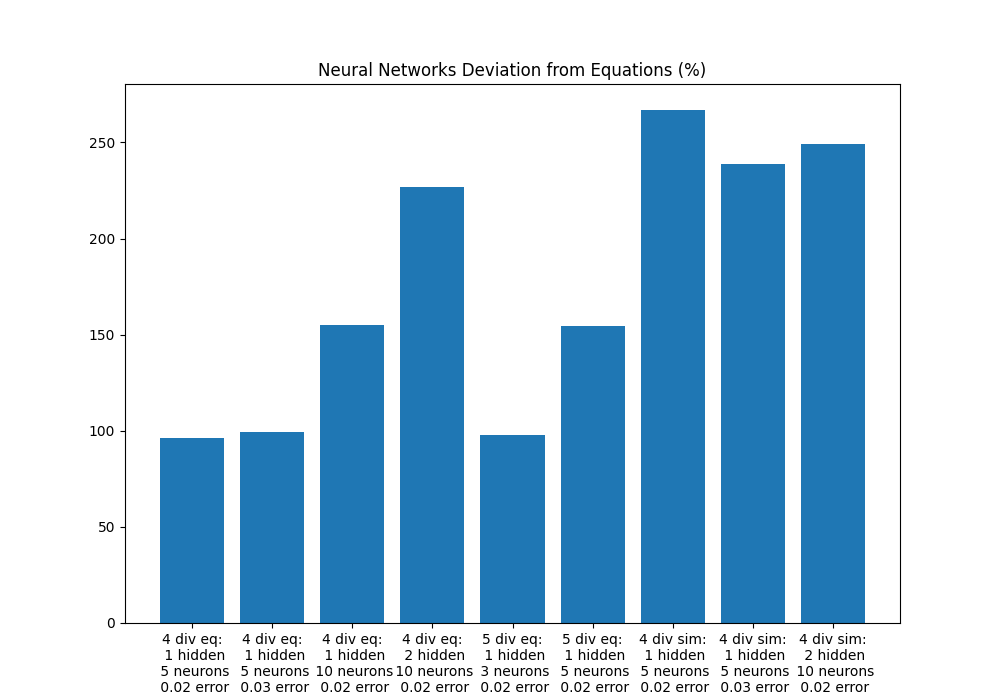 Neural Networks Deviation from Equations (%)
250
200
150
100
50
0
4 div eq:
1 hidden
5 neurons
0.02 error
4 div eq:
1 hidden
5 neurons
0.03 error
4 div eq:
1 hidden
10 neurons
0.02 error
4 div eq:
2 hidden
10 neurons
0.02 error
5 div eq:
1 hidden
3 neurons
0.02 error
5 div eq:
1 hidden
5 neurons
0.02 error
4 div sim:
1 hidden
5 neurons
0.02 error
4 div sim:
1 hidden
5 neurons
0.03 error
4 div sim:
2 hidden
10 neurons
0.02 error